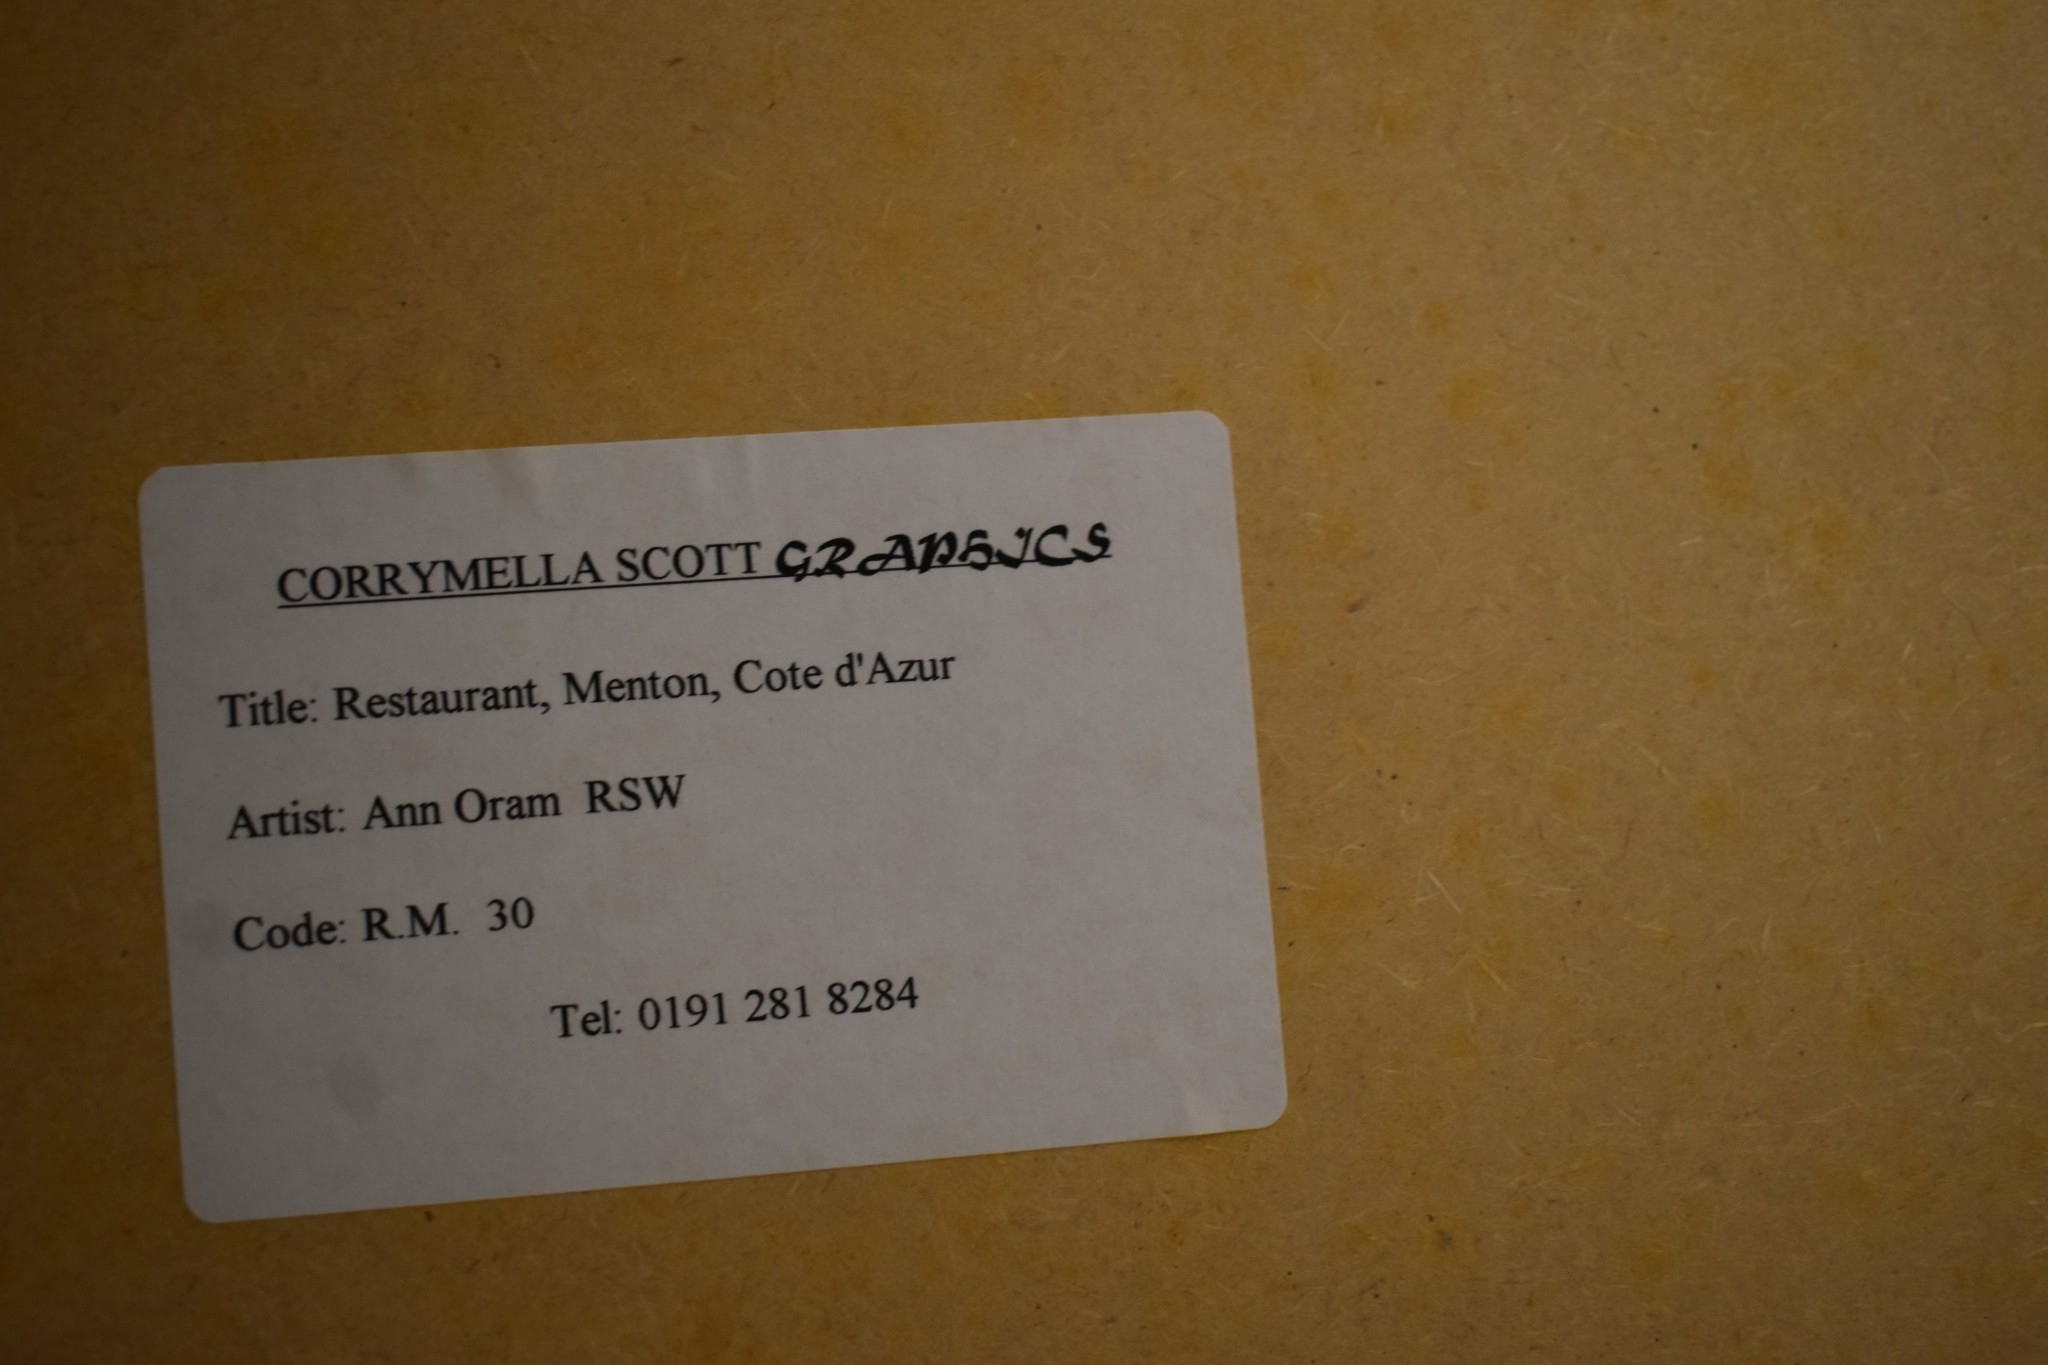 CORRYMELLA SCOTT GRAPHICS
Title: Restaurant, Menton, Cote d'Azur
Artist: Ann Oram  RSW
Code: R.M.  30
Tel: 0191 281 8284